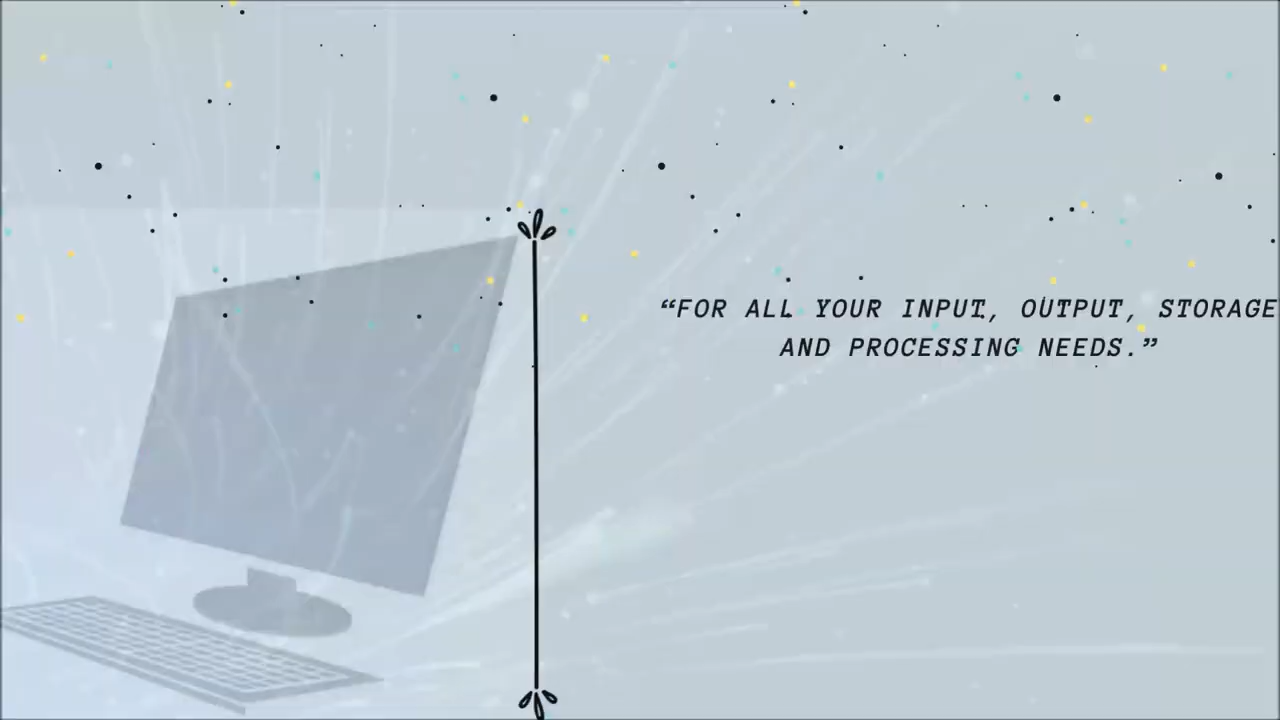 “FOR ALL YOUR INPUT, OUTPUT, STORAGE
AND PROCESSING NEEDS.”